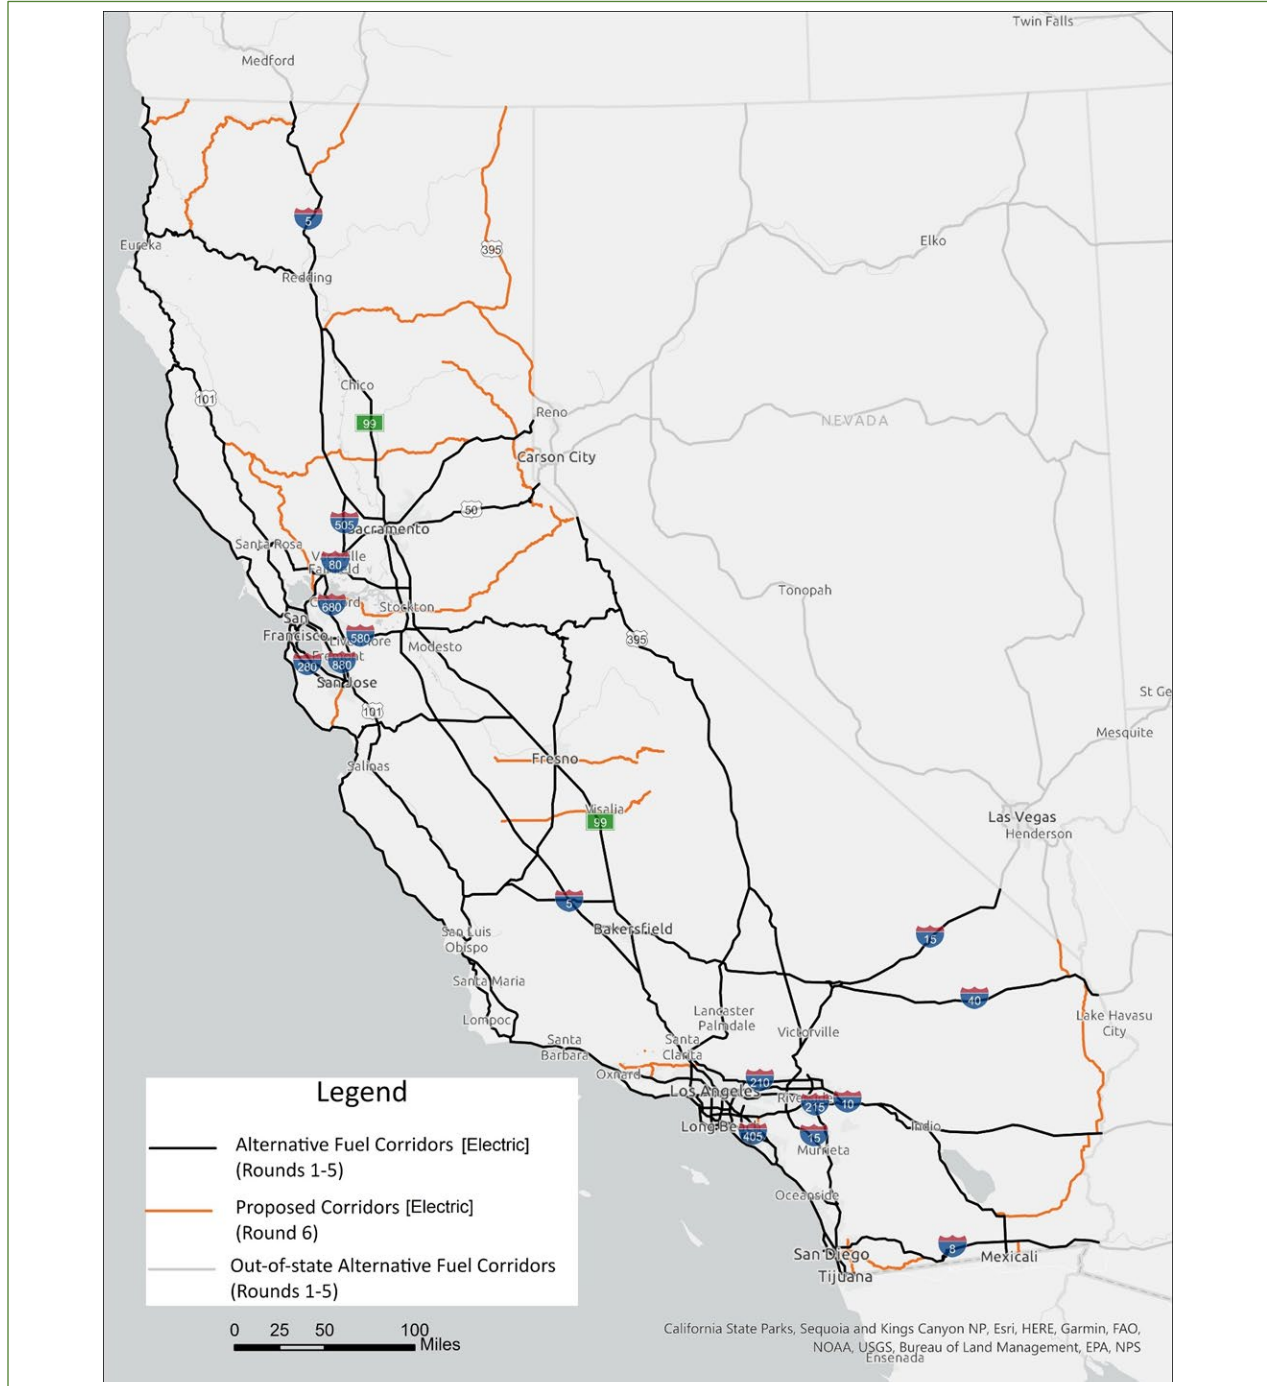 Twin Falls
Medford
5
Eureka
395
Elko
Redding
Chico
101
99
Reno
NEVADA
Carson City
50
505
Sacramento
Santa Rosa
80
680
Stockton
Tonopah
San
Francisco
580
395
Modesto
280
880
San Jose
St Ge
101
Mesquite
Fresno
Salinas
Visalia
99
Las Vegas
Henderson
5
Bakersfield
San Luis
Obispo
15
Santa Maria
40
Lancaster
Palmdale
Lompoc
Victorville
Lake Havasu
City
Santa
Barbara
Santa
Clarita
Oxnard
210
Los Angeles
215
10
405
15
Indio
Murrieta
Oceanside
San Diego
8
Mexicali
Tijuana
Ensenada
Legend
Alternative Fuel Corridors [Electric]
(Rounds 1-5)
Proposed Corridors [Electric]
(Round 6)
Out-of-state Alternative Fuel Corridors
(Rounds 1-5)
0 25 50 100
Miles
California State Parks, Sequoia and Kings Canyon NP, Esri, HERE, Garmin, FAO,
NOAA, USGS, Bureau of Land Management, EPA, NPS